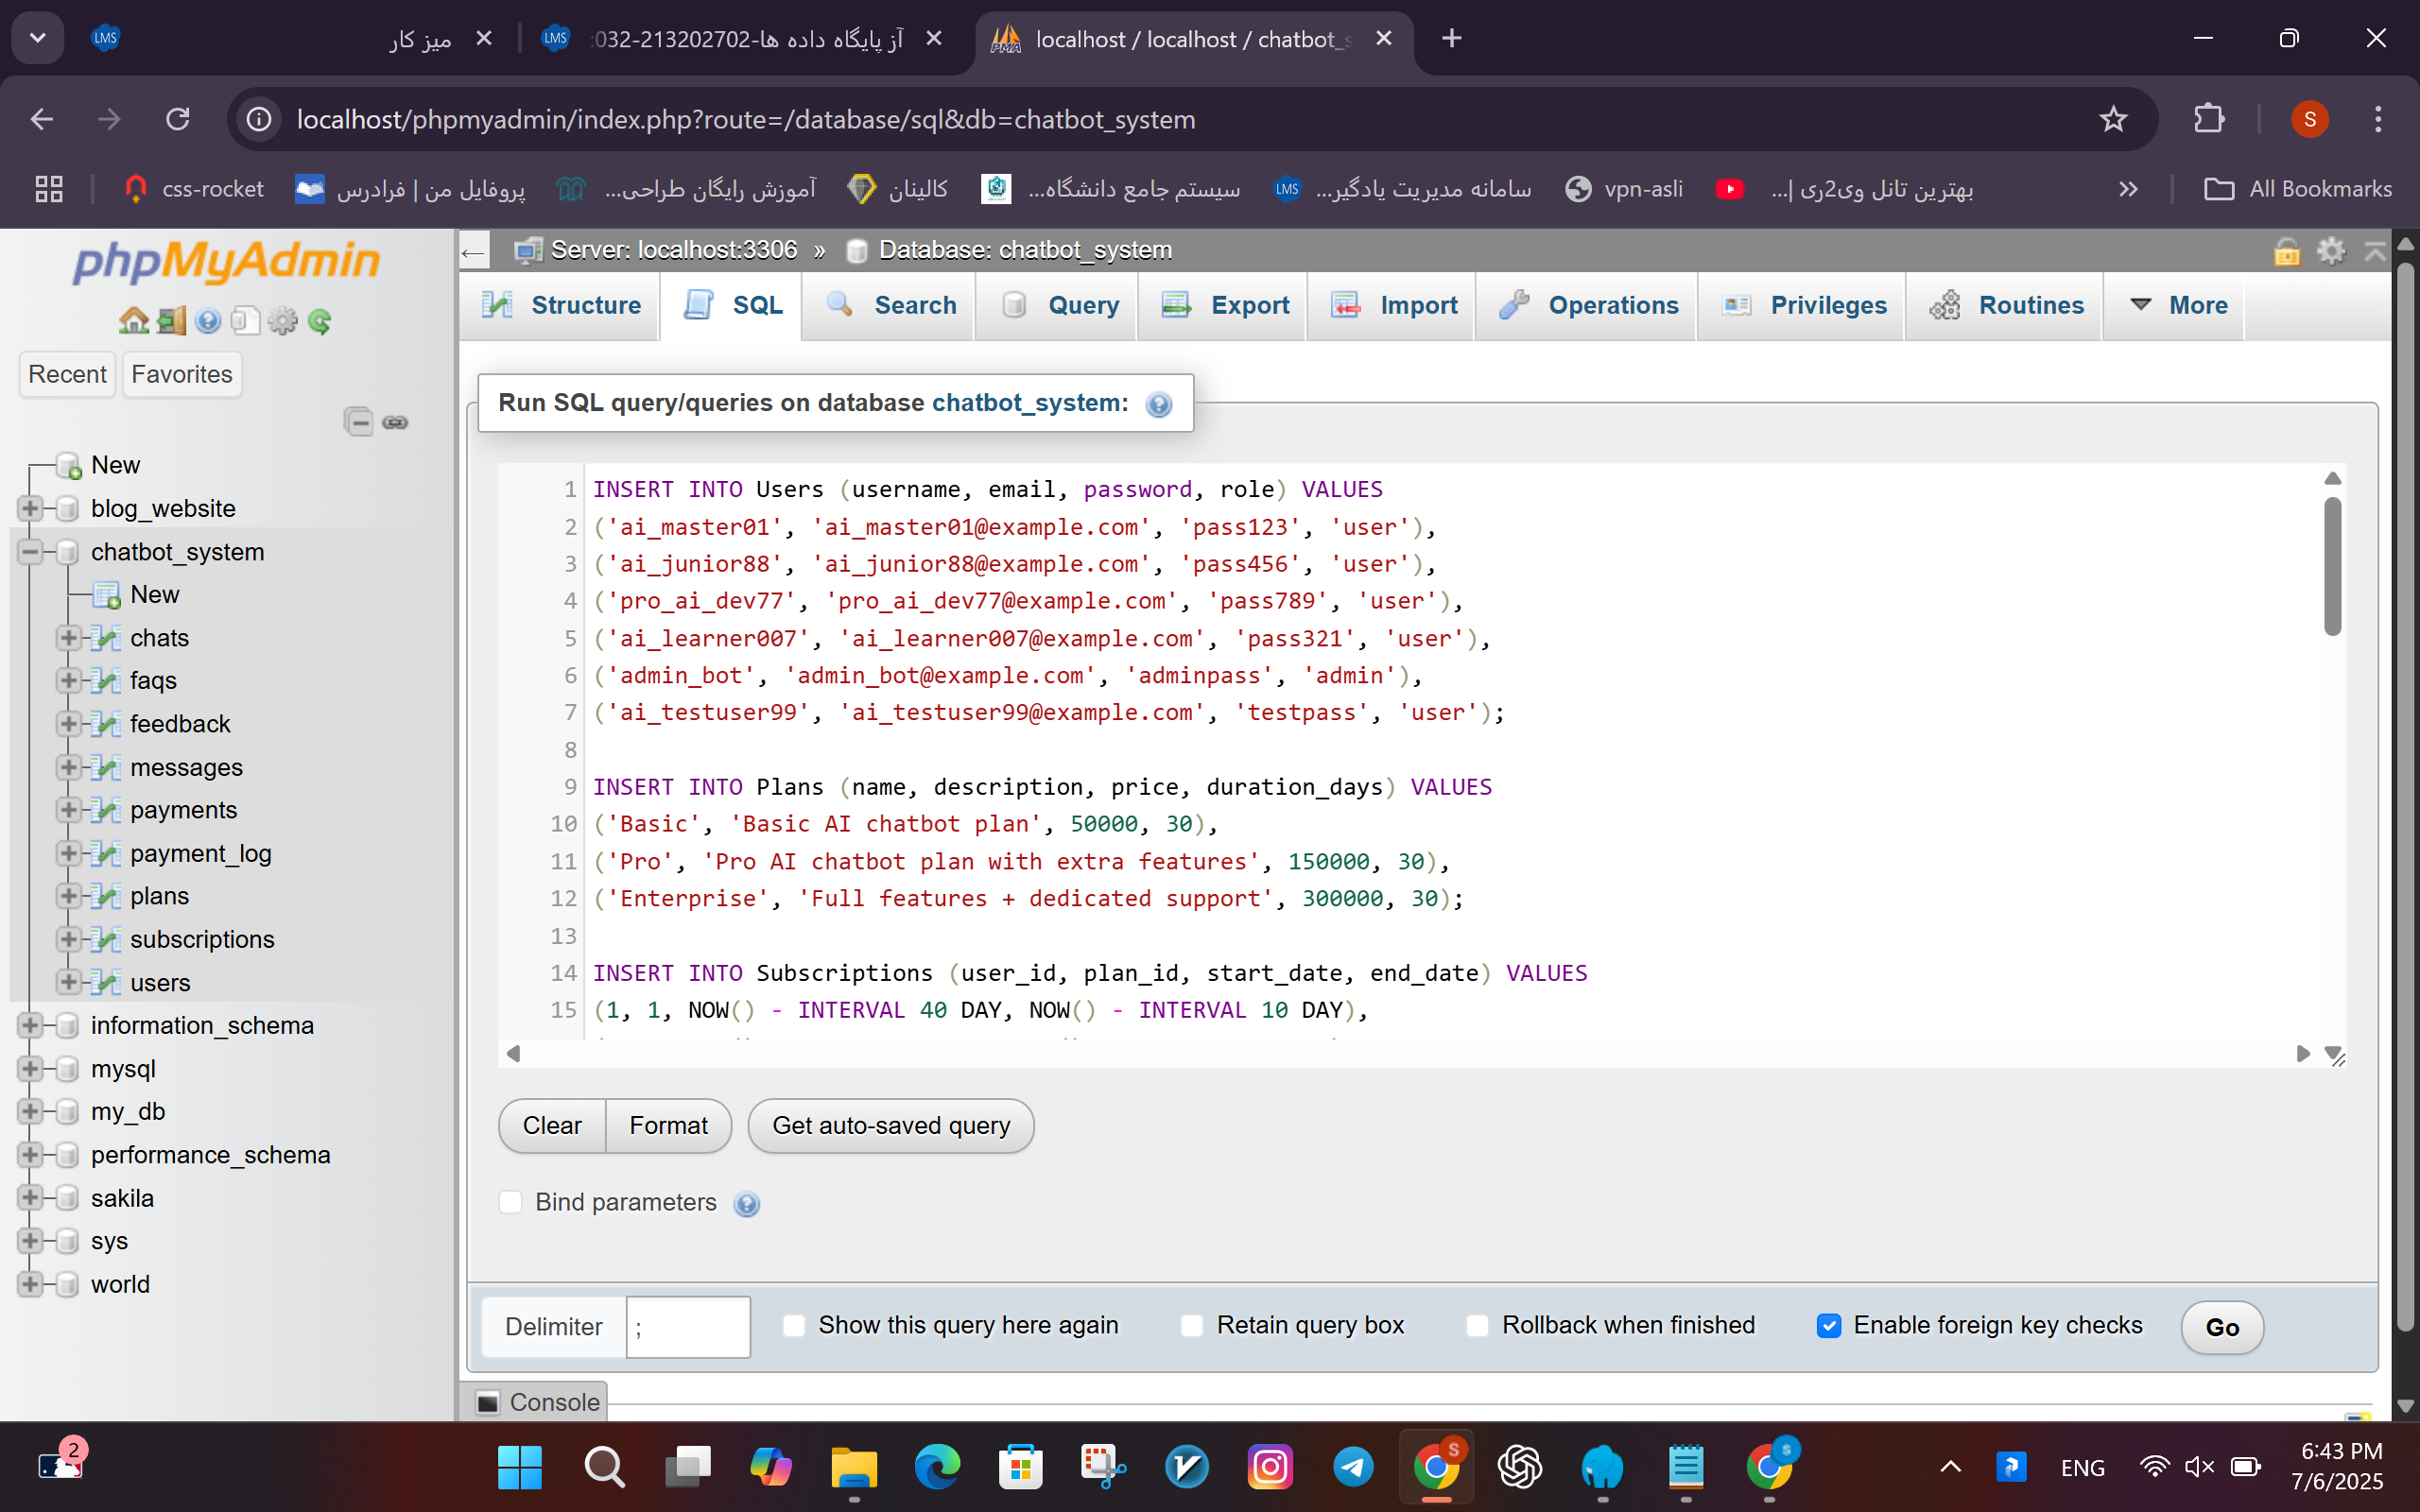 LMS
میز کار
LMS
آز پایگاه داده ها-213202702-032:
PMA
localhost / localhost / chatbot_s
localhost/phpmyadmin/index.php?route=/database/sql&db=chatbot_system
S
css-rocket
پروفایل من | فرادرس
آموزش رایگان طراحی...
کالینان
سیستم جامع دانشگاه...
LMS
سامانه مدیریت یادگیر...
vpn-asli
بهترین تانل وی2ری |...
All Bookmarks
phpMyAdmin
Recent
Favorites
New
blog_website
chatbot_system
New
chats
faqs
feedback
messages
payments
payment_log
plans
subscriptions
users
information_schema
mysql
my_db
performance_schema
sakila
sys
world
Server: localhost:3306 » Database: chatbot_system
Structure
SQL
Search
Query
Export
Import
Operations
Privileges
Routines
More
Run SQL query/queries on database chatbot_system:
1 INSERT INTO Users (username, email, password, role) VALUES
2 ('ai_master01', 'ai_master01@example.com', 'pass123', 'user'),
3 ('ai_junior88', 'ai_junior88@example.com', 'pass456', 'user'),
4 ('pro_ai_dev77', 'pro_ai_dev77@example.com', 'pass789', 'user'),
5 ('ai_learner007', 'ai_learner007@example.com', 'pass321', 'user'),
6 ('admin_bot', 'admin_bot@example.com', 'adminpass', 'admin'),
7 ('ai_testuser99', 'ai_testuser99@example.com', 'testpass', 'user');
8
9 INSERT INTO Plans (name, description, price, duration_days) VALUES
10 ('Basic', 'Basic AI chatbot plan', 50000, 30),
11 ('Pro', 'Pro AI chatbot plan with extra features', 150000, 30),
12 ('Enterprise', 'Full features + dedicated support', 300000, 30);
13
14 INSERT INTO Subscriptions (user_id, plan_id, start_date, end_date) VALUES
15 (1, 1, NOW() - INTERVAL 40 DAY, NOW() - INTERVAL 10 DAY),
Clear
Format
Get auto-saved query
Bind parameters
Delimiter
;
Show this query here again
Retain query box
Rollback when finished
Enable foreign key checks
Go
Console
2
S
S
ENG
6:43 PM
7/6/2025